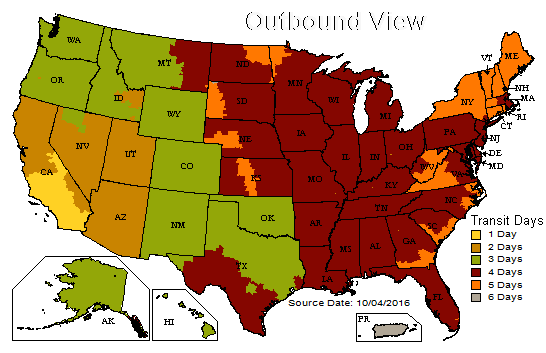 Outbound View
WA
MT
ND
OR
ID
MN
WI
SD
WY
MI
VT
ME
NH
MA
NY
RI
CT
NV
UT
CA
CO
NE
IA
IL
IN
OH
PA
NJ
DE
MD
WV
VA
KS
MO
KY
NC
TN
AZ
NM
OK
AR
SC
MS
AL
GA
TX
LA
FL
AK
HI
PR
Transit Days
1 Day
2 Days
3 Days
4 Days
5 Days
6 Days
Source Date: 10/04/2016